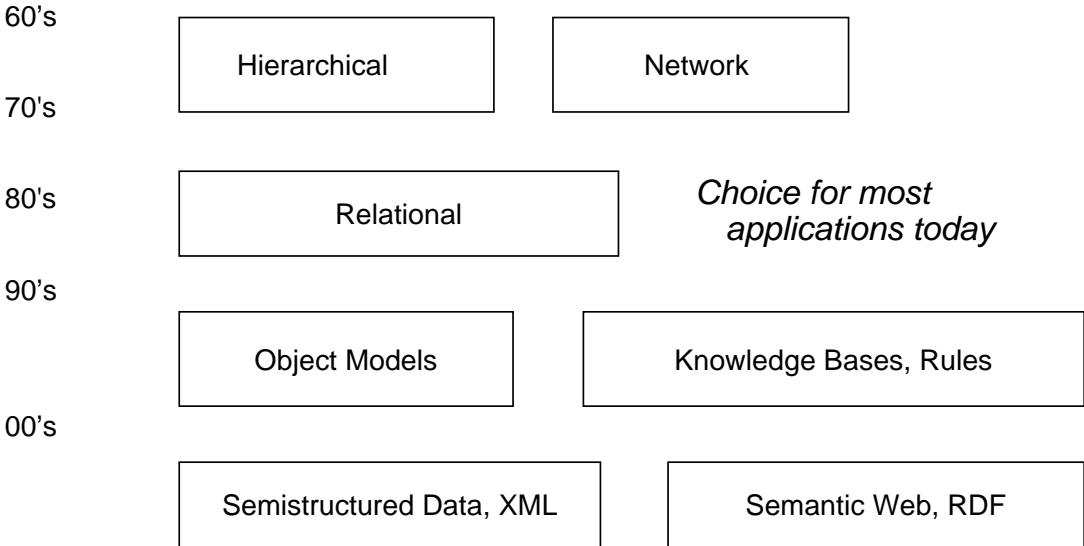 60's
Hierarchical Network
70's
80's
Relational
Choice for most
applications today
90’s
Object Models Knowledge Bases, Rules
00’s
Semistructured Data, XML Semantic Web, RDF